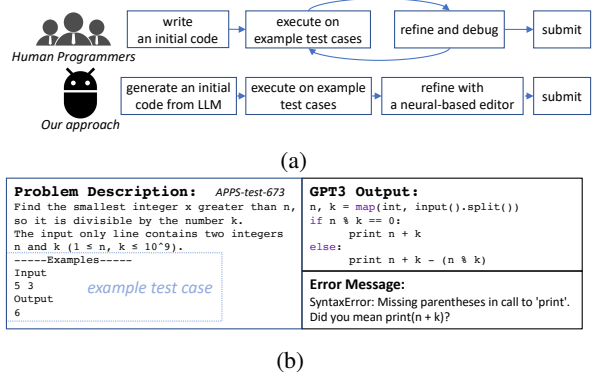 write
an initial code
execute on
example test cases
refine and debug
submit
Human Programmers
generate an initial
code from LLM
execute on example
test cases
refine with
a neural-based editor
submit
Our approach
(a)
Problem Description: APPS-test-673
Find the smallest integer x greater than n,
so it is divisible by the number k.
The input only line contains two integers
n and k (1 ≤ n, k ≤ 10^9).
-----Examples-----
Input
5 3
Output
6
example test case
GPT3 Output:
n, k = map(int, input().split())
if n % k == 0:
print n + k
else:
print n + k - (n % k)
Error Message:
SyntaxError: Missing parentheses in call to 'print'.
Did you mean print(n + k)?
(b)